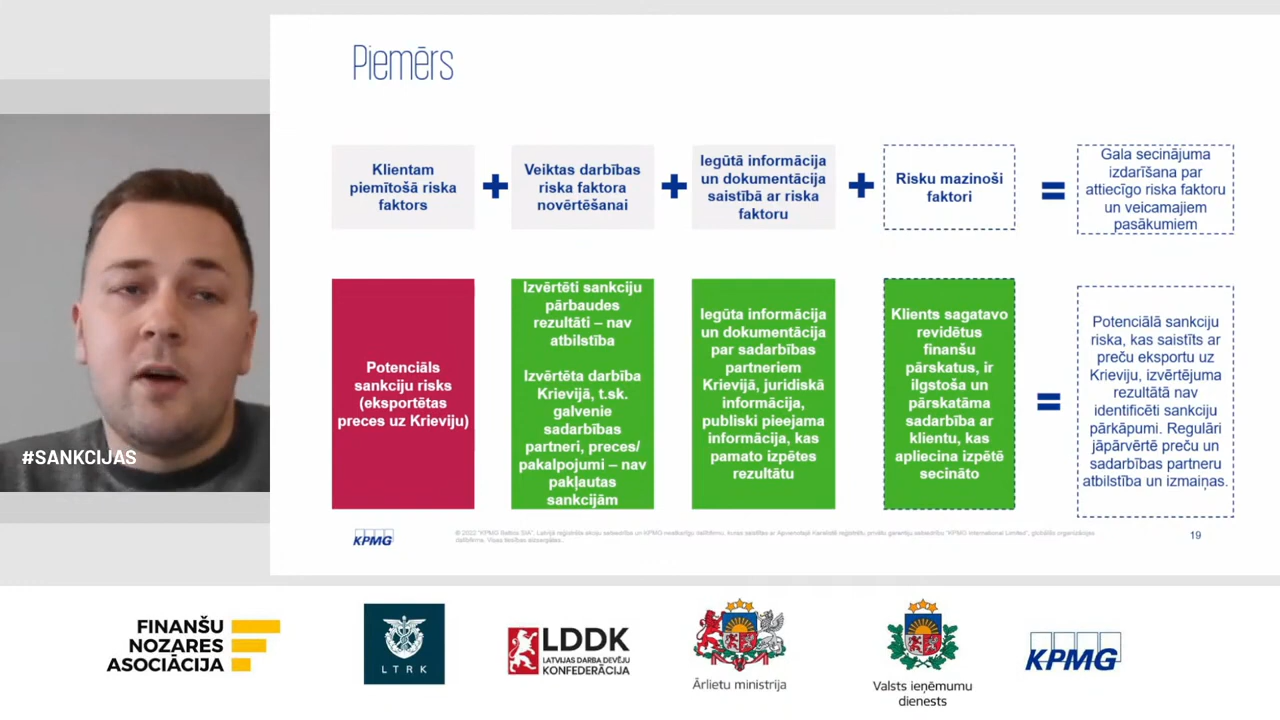 Piemērs
Klientam
piemītošā riska
faktors
+
Veiktas darbības
riska faktora
novērtēšanai
+
Iegūtā informācija
un dokumentācija
saistībā ar riska
faktoru
+
Risku mazinoši
faktori
=
Gala secinājuma
izdarīšana par
attiecīgo riska faktoru
un veicamajiem
pasākumiem
Potenciāls
sankciju risks
(eksportētas
preces uz Krieviju)
Izvērtēti sankciju
pārbaudes
rezultāti – nav
atbilstība
Izvērtēta darbība
Krievijā, t.sk.
galvenie
sadarbības
partneri, preces/
pakalpojumi – nav
pakļautas
sankcijām
Iegūta informācija
un dokumentācija
par sadarbības
partneriem
Krievijā, juridiskā
informācija,
publiski pieejama
informācija, kas
pamato izpētes
rezultātu
Klients sagatavo
revidētus
finanšu
pārskatus, ir
ilgstoša un
pārskatāma
sadarbība ar
klientu, kas
apliecina izpētē
secināto
=
Potenciālā sankciju
riska, kas saistīts ar
preču eksportu uz
Krieviju, izvērtējuma
rezultātā nav
identificēti sankciju
pārkāpumi. Regulāri
jāpārvērtē preču un
sadarbības partneru
atbilstība un izmaiņas.
#SANKCIJAS
KPMG
19
FINANŠU
NOZARES
ASOCIĀCIJA
LTRK
LDDK
LATVIJAS DARBA DEVĒJU
KONFEDERĀCIJA
Ārlietu ministrija
Valsts ieņēmumu
dienests
KPMG